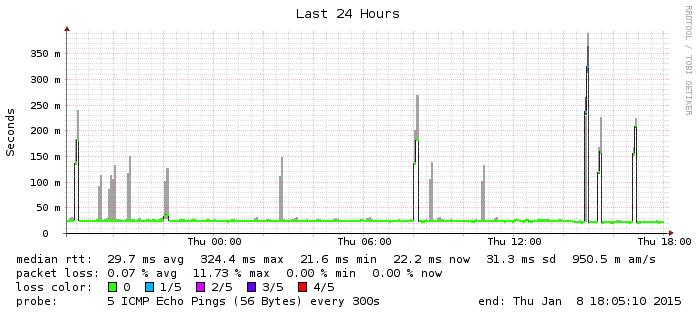 Last 24 Hours
RRDTOOL / TOBI OETIKER
Seconds
350 m
300 m
250 m
200 m
150 m
100 m
50 m
0
Thu 00:00 Thu 06:00 Thu 12:00 Thu 18:00
median rtt: 29.7 ms avg 324.4 ms max 21.6 ms min 22.2 ms now 31.3 ms sd 950.5 m am/s
packet loss: 0.07 % avg 11.73 % max 0.00 % min 0.00 % now
loss color: 0 1/5 2/5 3/5 4/5
probe: 5 ICMP Echo Pings (56 Bytes) every 300s end: Thu Jan 8 18:05:10 2015